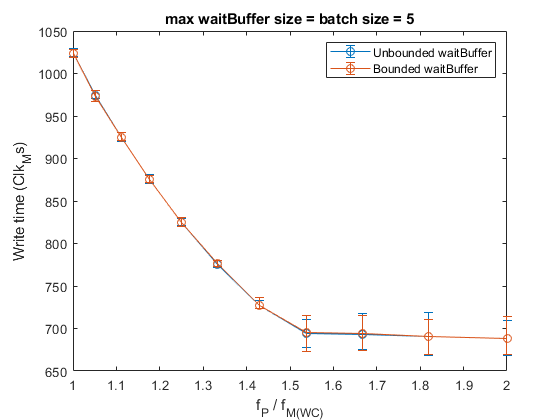 max waitBuffer size = batch size = 5
Unbounded waitBuffer
Bounded waitBuffer
Write time (Clk_M s)
1050
1000
950
900
850
800
750
700
650
1 1.1 1.2 1.3 1.4 1.5 1.6 1.7 1.8 1.9 2
f_P / f_M(WC)